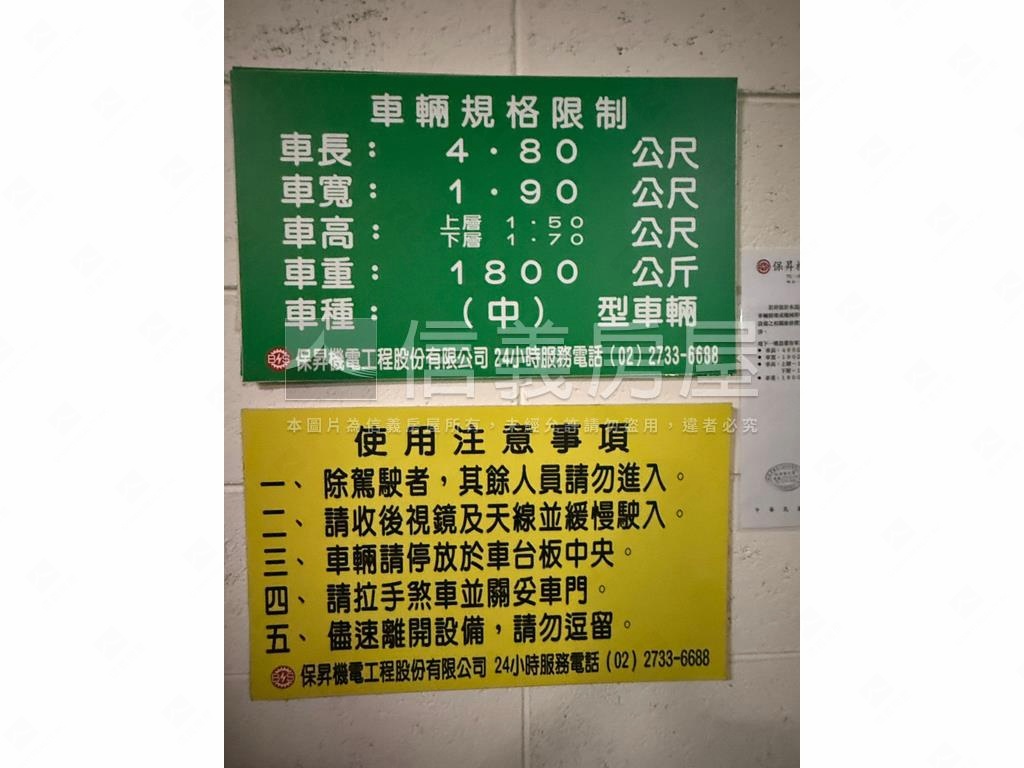 車輛規格限制
車長： 4．80 公尺
車寬： 1．90 公尺
車高： 上層 1．50 公尺
下層 1．70
車重： 1800 公斤
車種： （中） 型車輛
保昇機電工程股份有限公司 24小時服務電話 (02) 2733-6688
信義房屋
本圖片為信義房屋所有，未經允許請勿盜用，違者必究
使用注意事項
一、 除駕駛者，其餘人員請勿進入。
二、 請收後視鏡及天線並緩慢駛入。
三、 車輛請停放於車台板中央。
四、 請拉手煞車並關妥車門。
五、 儘速離開設備，請勿逗留。
保昇機電工程股份有限公司 24小時服務電話 (02) 2733-6688
保昇